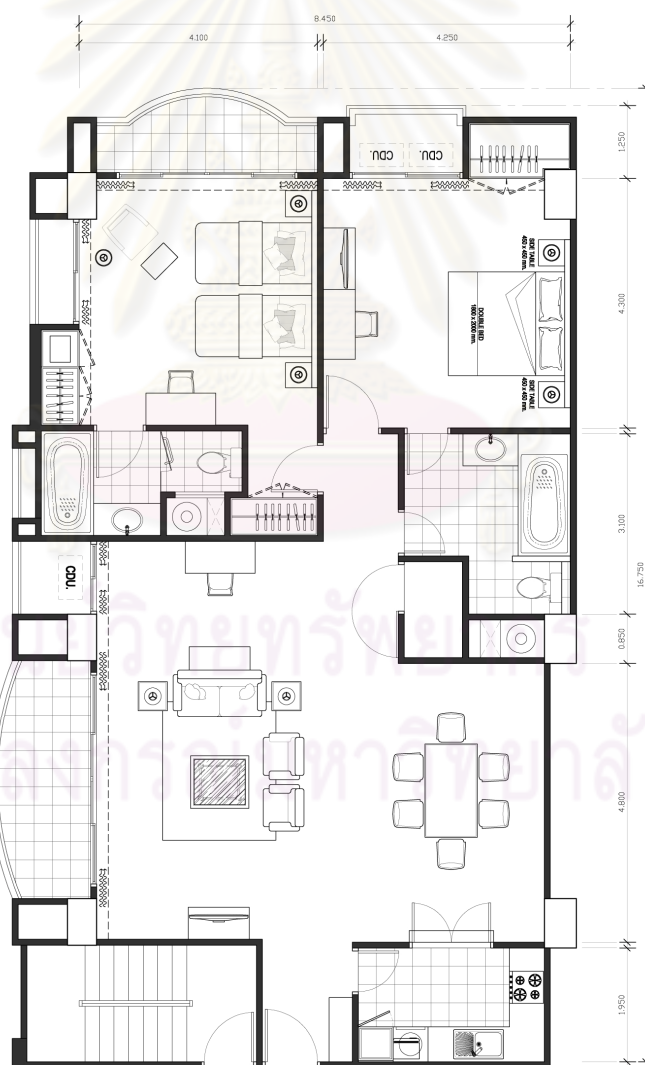 8.450
4.100
4.250
CDU.
CDU.
1.250
SIDE TABLE
450 x 450 mm.
DOUBLE BED
1800 x 2000 mm.
4.300
SIDE TABLE
450 x 450 mm.
3.100
CDU.
16.750
0.850
4.800
1.950